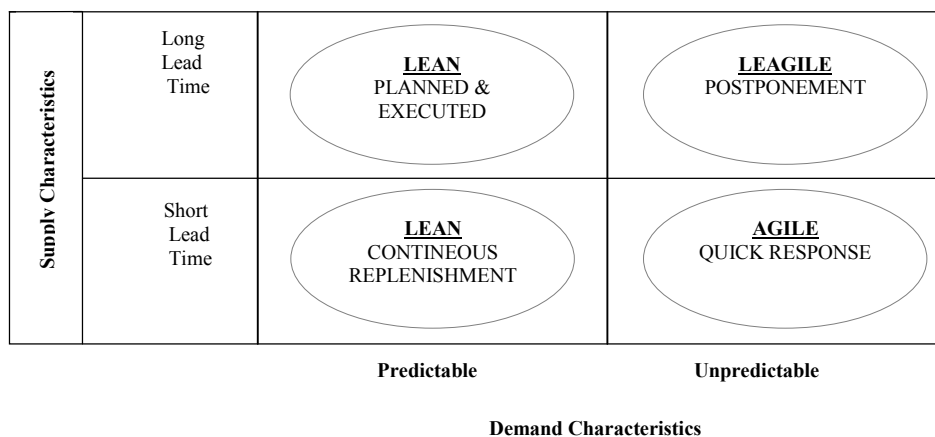 Supply Characteristics
Long
Lead
Time
LEAN
PLANNED &
EXECUTED
LEAGILE
POSTPONEMENT
Short
Lead
Time
LEAN
CONTINEOUS
REPLENISHMENT
AGILE
QUICK RESPONSE
Predictable
Unpredictable
Demand Characteristics